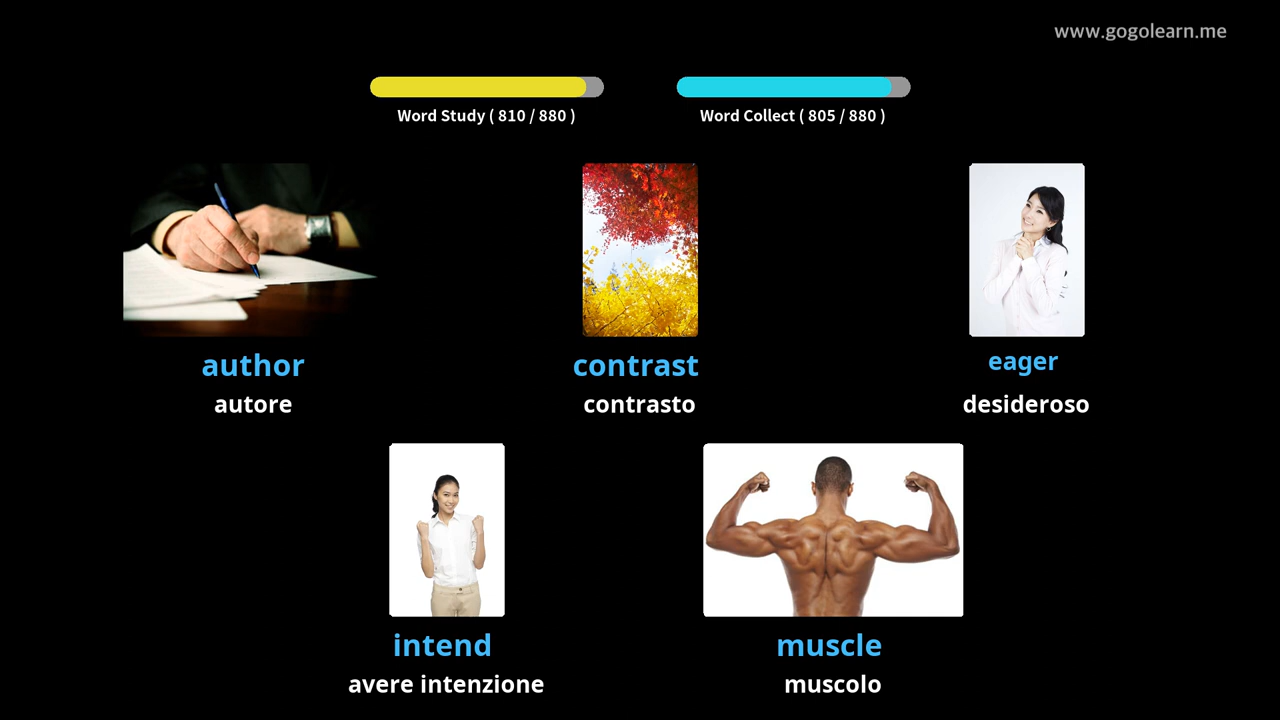 www.gogolearn.me
Word Study ( 810 / 880 )
Word Collect ( 805 / 880 )
author
autore
contrast
contrasto
eager
desideroso
intend
avere intenzione
muscle
muscolo